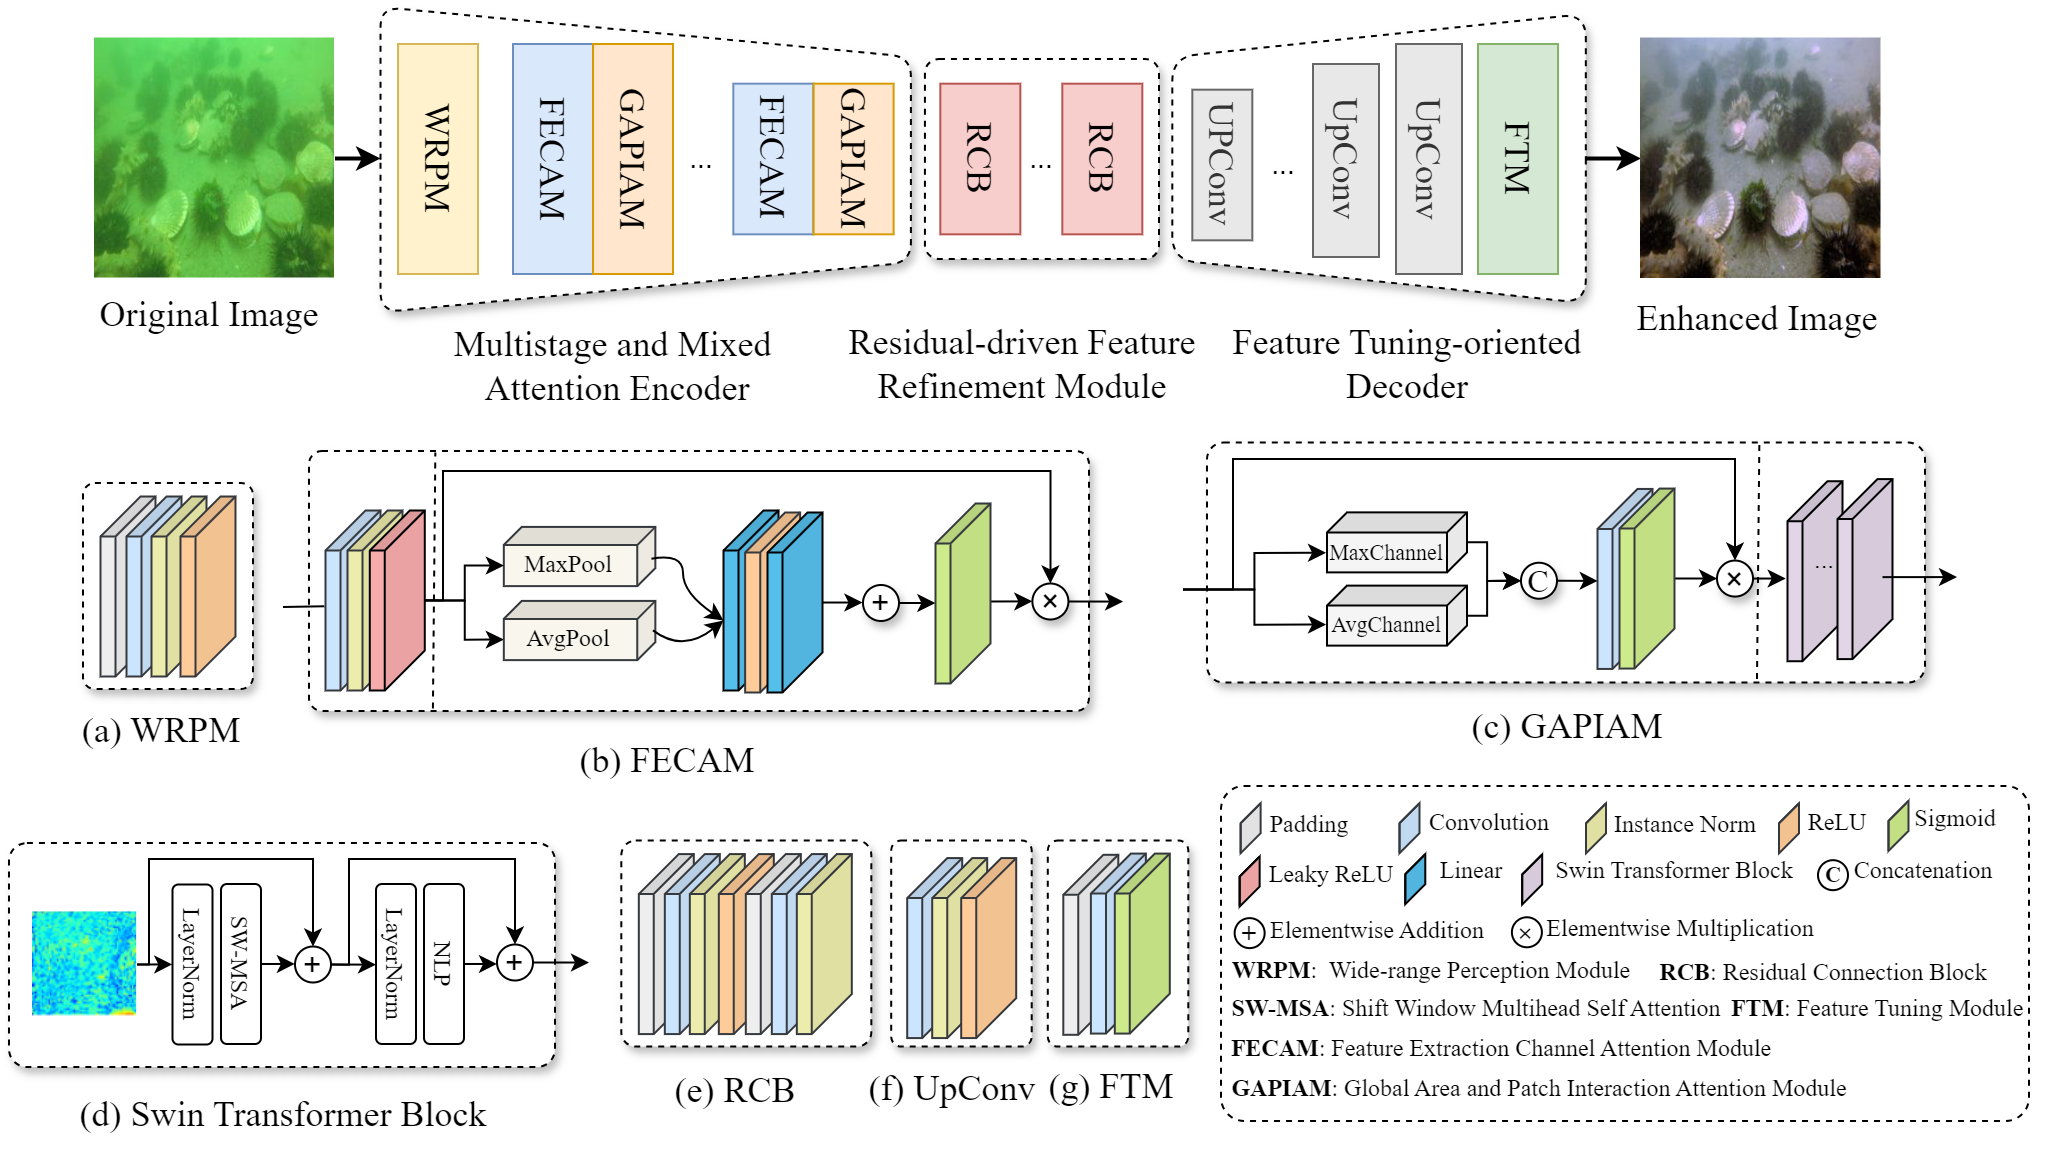 WRPM
FECAM
GAPIAM
...
FECAM
GAPIAM
RCB
...
RCB
UPConv
...
UpConv
UpConv
FTM
Original Image
Enhanced Image
Multistage and Mixed
Attention Encoder
Residual-driven Feature
Refinement Module
Feature Tuning-oriented
Decoder
MaxPool
AvgPool
+
×
MaxChannel
AvgChannel
C
×
...
(a) WRPM
(b) FECAM
(c) GAPIAM
LayerNorm
SW-MSA
+
LayerNorm
NLP
+
(d) Swin Transformer Block
(e) RCB
(f) UpConv
(g) FTM
Padding
Convolution
Instance Norm
ReLU
Sigmoid
Leaky ReLU
Linear
Swin Transformer Block
C Concatenation
+ Elementwise Addition
× Elementwise Multiplication
WRPM: Wide-range Perception Module
RCB: Residual Connection Block
SW-MSA: Shift Window Multihead Self Attention
FTM: Feature Tuning Module
FECAM: Feature Extraction Channel Attention Module
GAPIAM: Global Area and Patch Interaction Attention Module